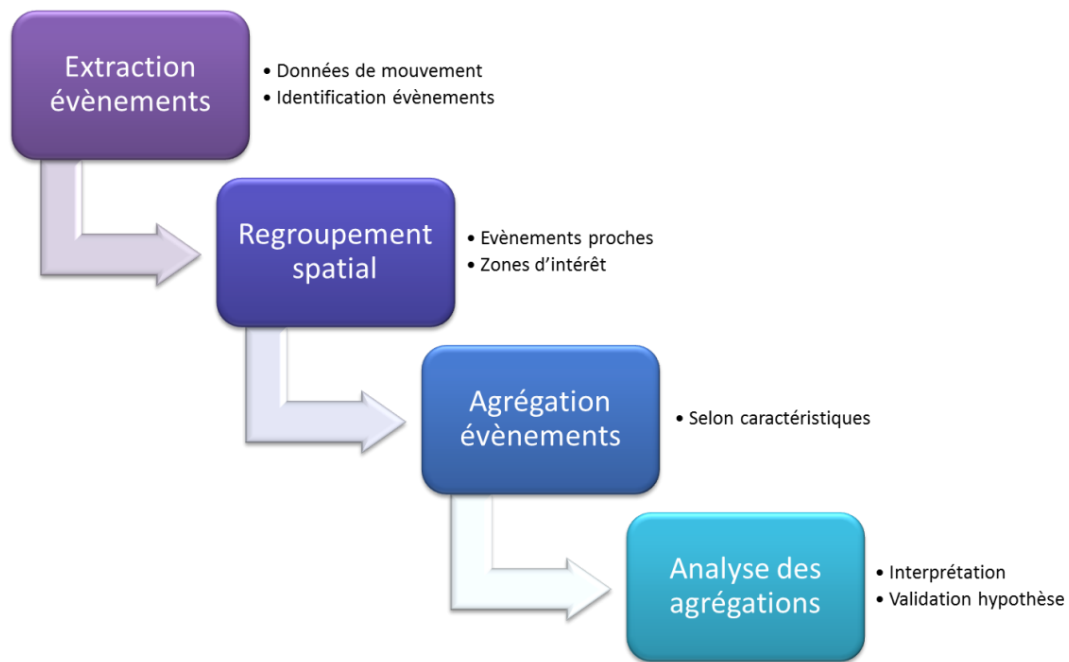 Extraction
évènements
• Données de mouvement
• Identification évènements
Regroupement
spatial
• Evènements proches
• Zones d’intérêt
Agrégation
évènements
• Selon caractéristiques
Analyse des
agrégations
• Interprétation
• Validation hypothèse